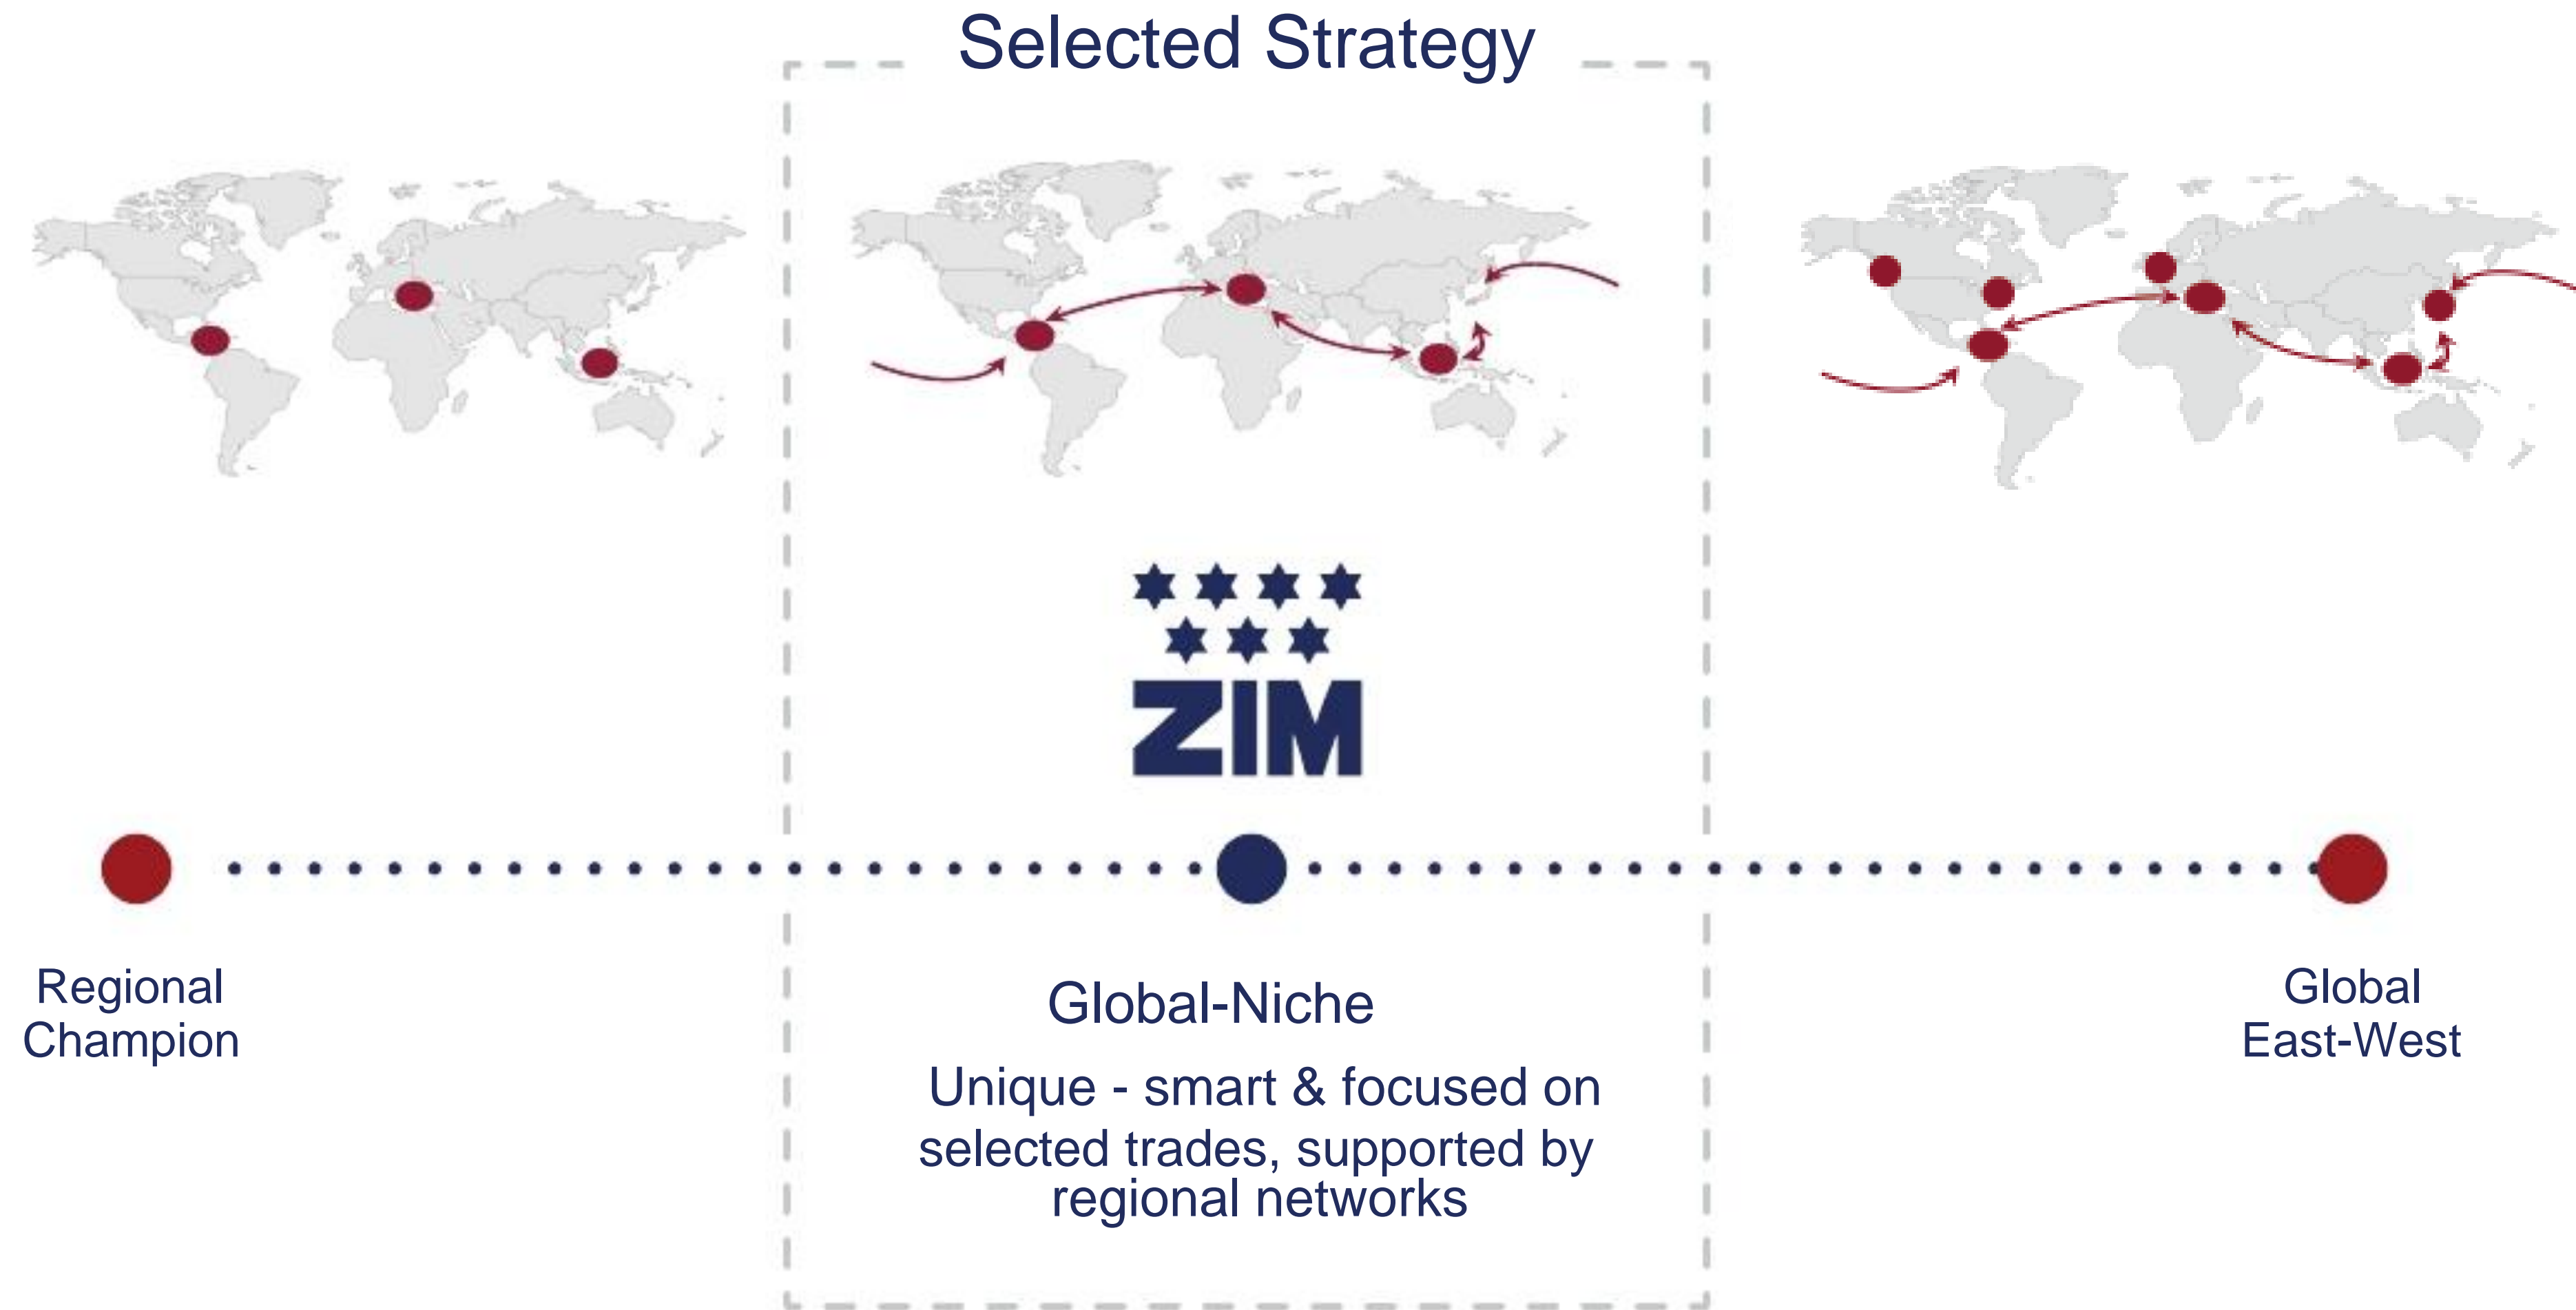 Selected Strategy
ZIM
Regional
Champion
Global-Niche
Unique - smart & focused on
selected trades, supported by
regional networks
Global
East-West